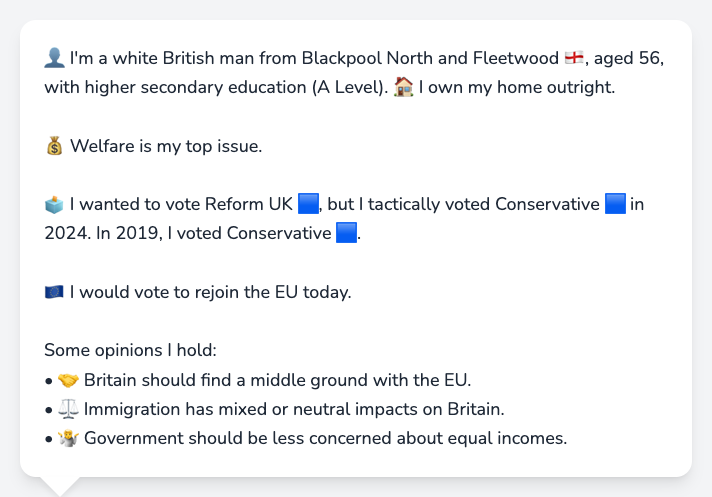 👤 I'm a white British man from Blackpool North and Fleetwood 🏴󠁧󠁢󠁥󠁮󠁧󠁿, aged 56,
with higher secondary education (A Level). 🏠 I own my home outright.
💰 Welfare is my top issue.
🗳️ I wanted to vote Reform UK 🟦, but I tactically voted Conservative 🟦 in
2024. In 2019, I voted Conservative 🟦.
🇪🇺 I would vote to rejoin the EU today.
Some opinions I hold:
• 🤝 Britain should find a middle ground with the EU.
• ⚖️ Immigration has mixed or neutral impacts on Britain.
• 🤷 Government should be less concerned about equal incomes.